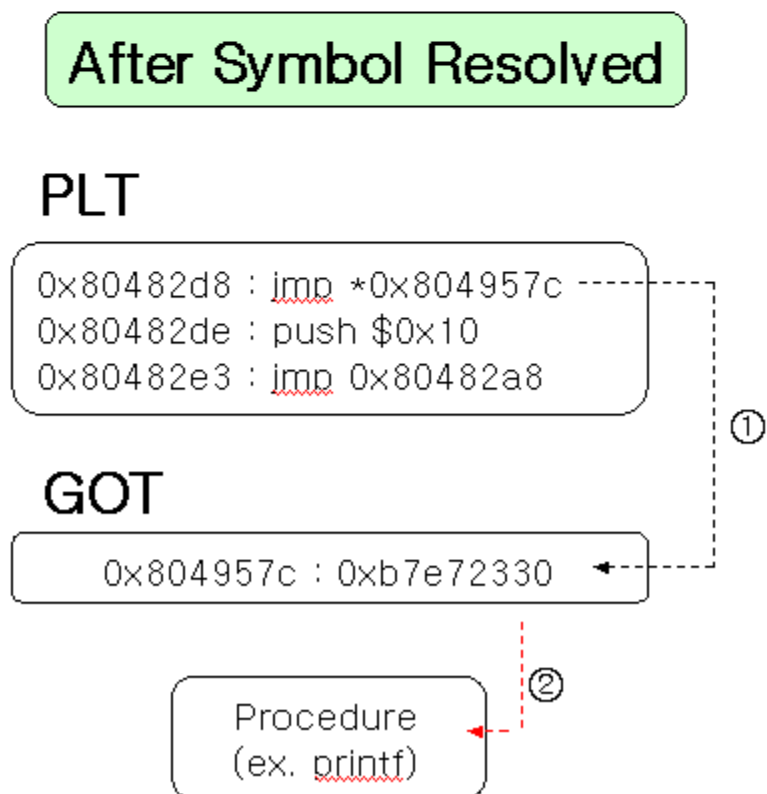 After Symbol Resolved
PLT
0x80482d8 : jmp *0x804957c
0x80482de : push $0x10
0x80482e3 : jmp 0x80482a8
①
GOT
0x804957c : 0xb7e72330
②
Procedure
(ex. printf)